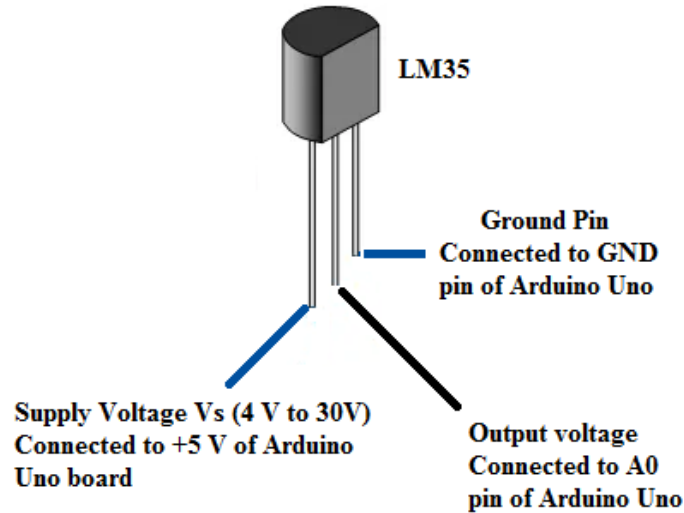 LM35
Ground Pin
Connected to GND
pin of Arduino Uno
Supply Voltage Vs (4 V to 30V)
Connected to +5 V of Arduino
Uno board
Output voltage
Connected to A0
pin of Arduino Uno